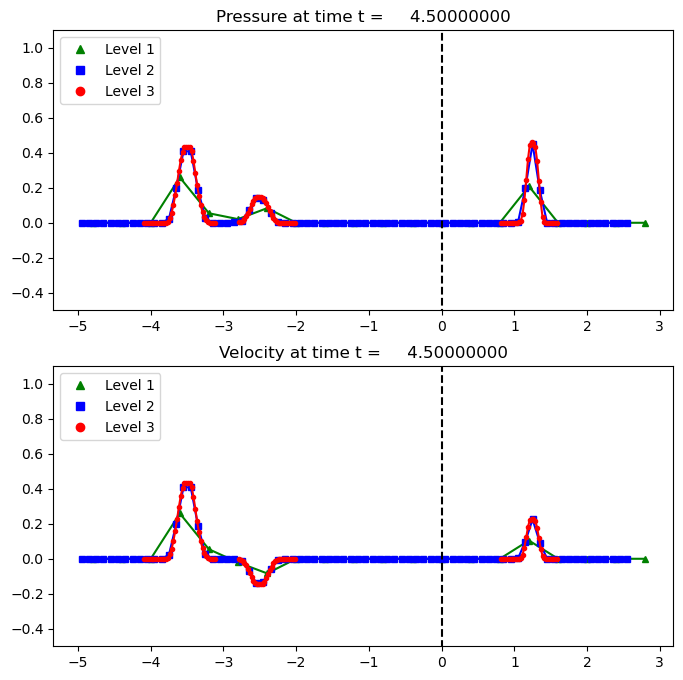 Pressure at time t =     4.50000000
1.0
0.8
0.6
0.4
0.2
0.0
−0.2
−0.4
Level 1
Level 2
Level 3
−5 −4 −3 −2 −1 0 1 2 3
Velocity at time t =     4.50000000
1.0
0.8
0.6
0.4
0.2
0.0
−0.2
−0.4
Level 1
Level 2
Level 3
−5 −4 −3 −2 −1 0 1 2 3